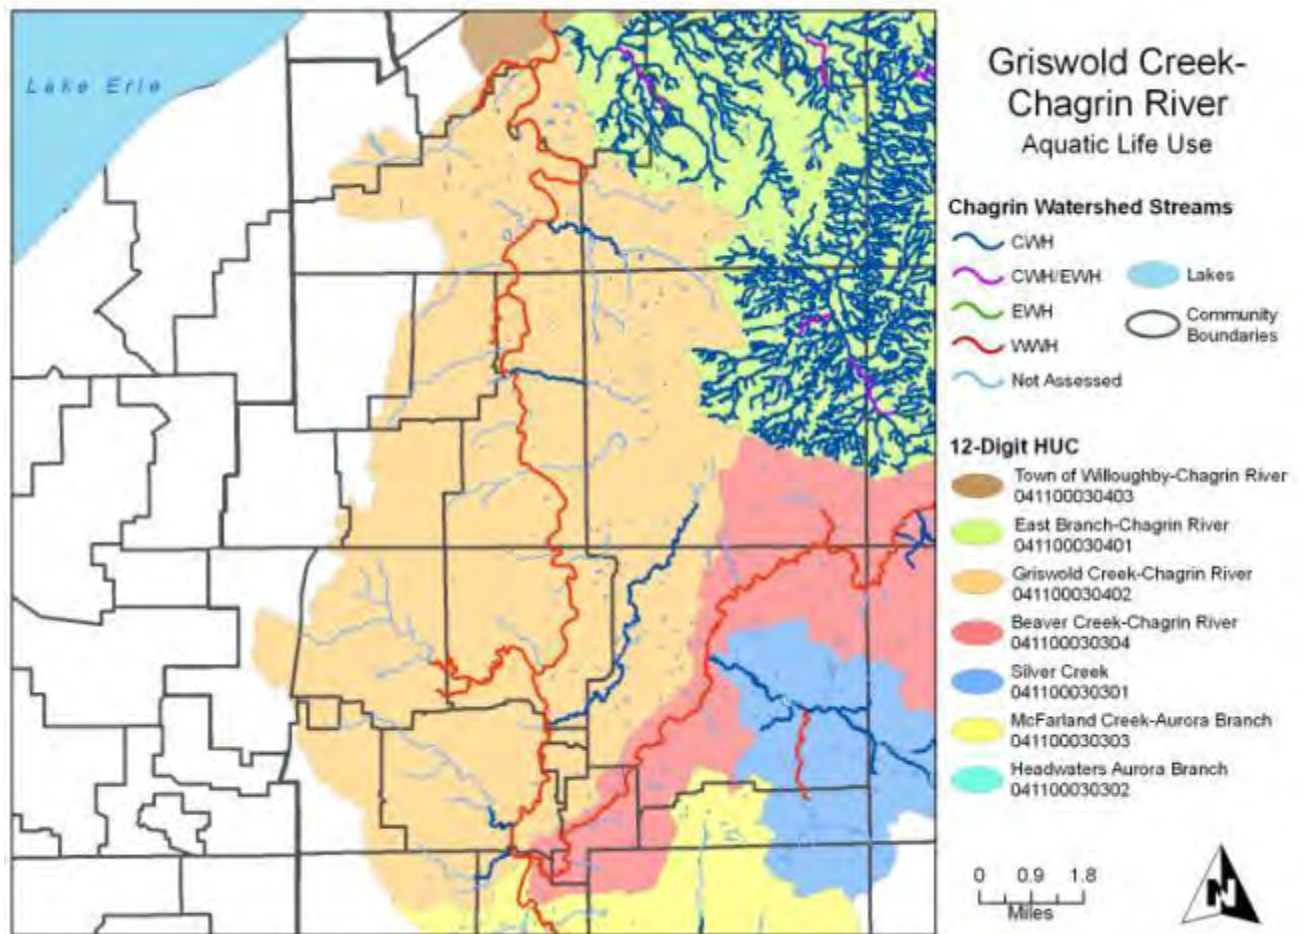 Lake Erie
Griswold Creek-
Chagrin River
Aquatic Life Use
Chagrin Watershed Streams
CWH
CWH/EWH
EWH
WWH
Not Assessed
Lakes
Community
Boundaries
12-Digit HUC
Town of Willoughby-Chagrin River
041100030403
East Branch-Chagrin River
041100030401
Griswold Creek-Chagrin River
041100030402
Beaver Creek-Chagrin River
041100030304
Silver Creek
041100030301
McFarland Creek-Aurora Branch
041100030303
Headwaters Aurora Branch
041100030302
0 0.9 1.8
Miles
N